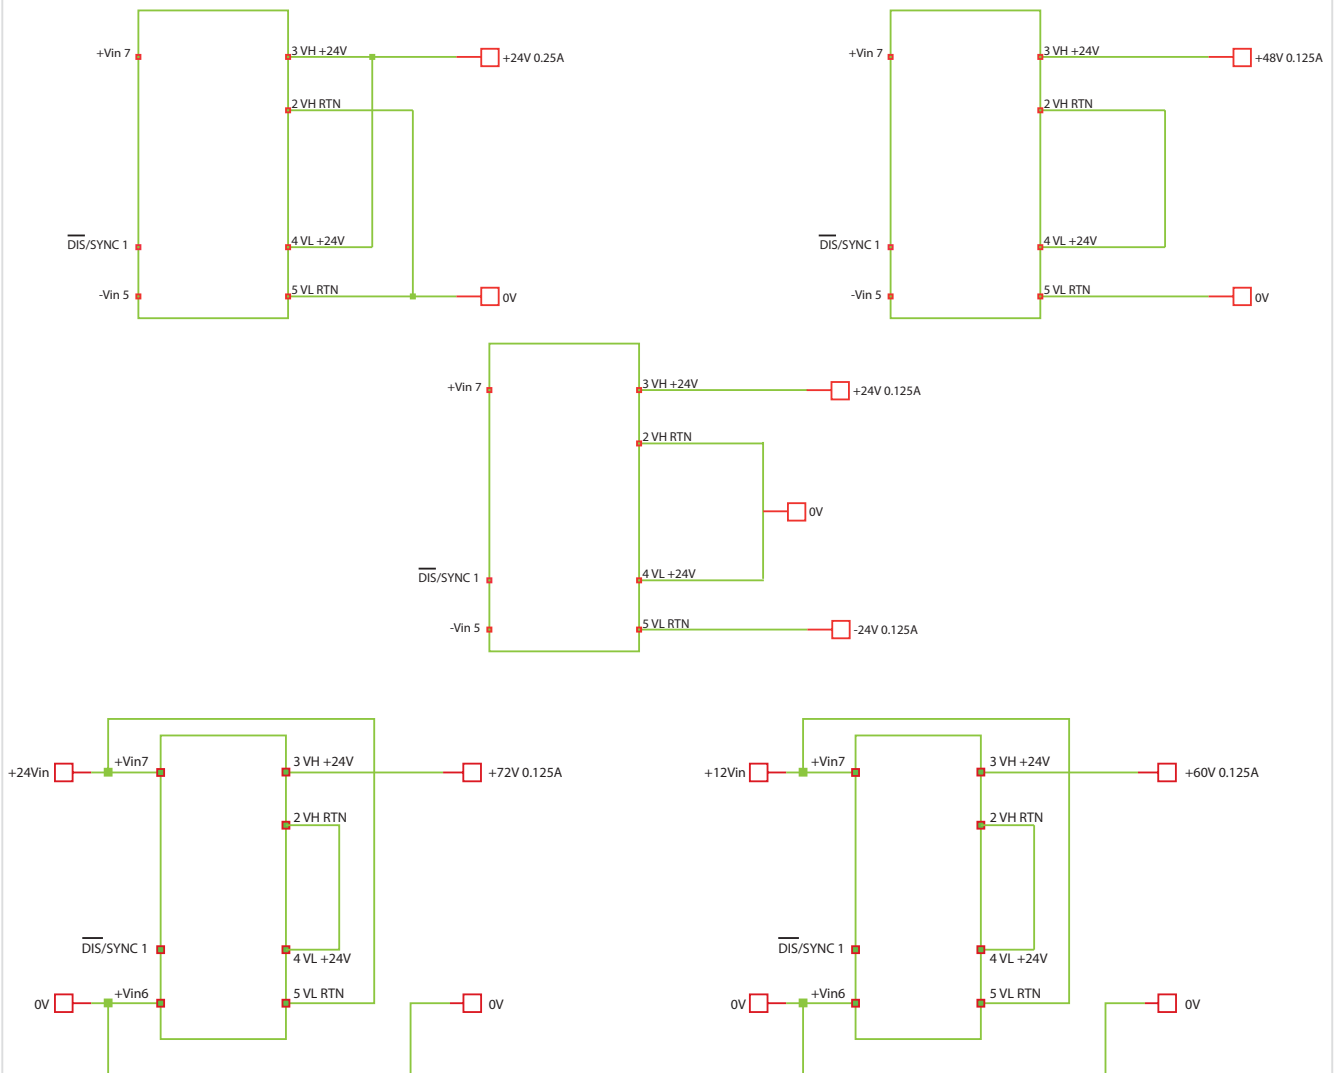 +Vin 7
3 VH +24V
+24V 0.25A
2 VH RTN
DIS/SYNC 1
4 VL +24V
-Vin 5
5 VL RTN
0V
+Vin 7
3 VH +24V
+48V 0.125A
2 VH RTN
DIS/SYNC 1
4 VL +24V
-Vin 5
5 VL RTN
0V
+Vin 7
3 VH +24V
+24V 0.125A
2 VH RTN
0V
DIS/SYNC 1
4 VL +24V
-Vin 5
5 VL RTN
-24V 0.125A
+24Vin
+Vin7
3 VH +24V
+72V 0.125A
2 VH RTN
DIS/SYNC 1
4 VL +24V
0V
+Vin6
5 VL RTN
0V
+12Vin
+Vin7
3 VH +24V
+60V 0.125A
2 VH RTN
DIS/SYNC 1
4 VL +24V
0V
+Vin6
5 VL RTN
0V